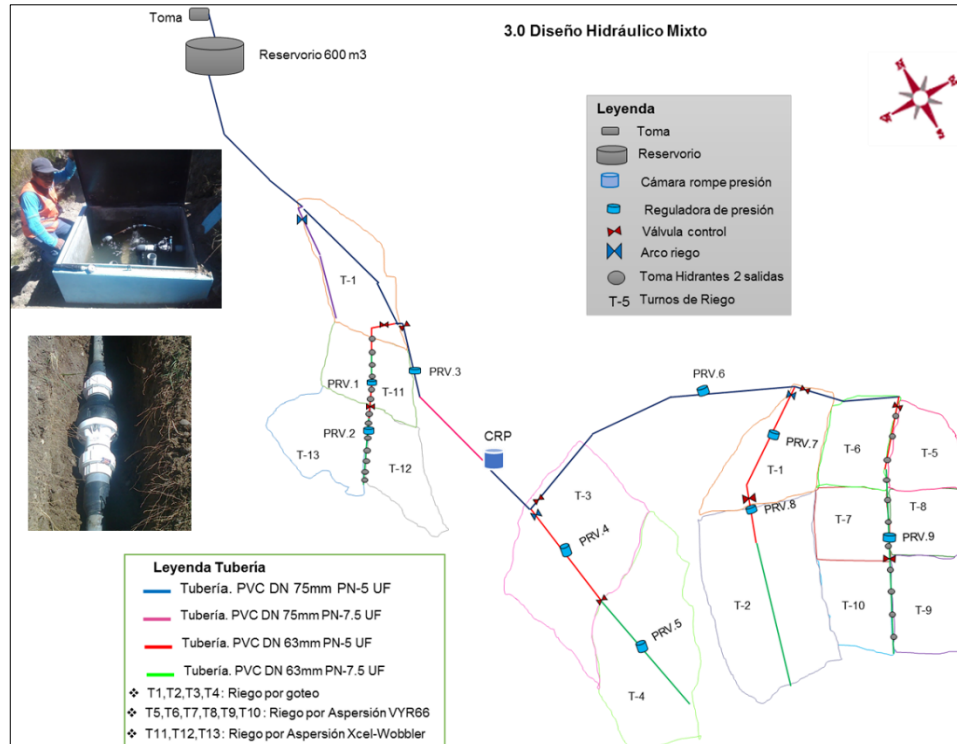 3.0 Diseño Hidráulico Mixto
Toma
Reservorio 600 m3
Leyenda
Toma
Reservorio
Cámara rompe presión
Reguladora de presión
Válvula control
Arco riego
Toma Hidrantes 2 salidas
T-5 Turnos de Riego
T-1
PRV.3
PRV.1
T-11
PRV.2
T-13
T-12
CRP
PRV.6
T-3
PRV.4
PRV.5
T-4
PRV.7
T-1
PRV.8
T-2
T-6
T-5
T-7
T-8
PRV.9
T-10
T-9
Leyenda Tuberia
Tubería. PVC DN 75mm PN-5 UF
Tubería. PVC DN 75mm PN-7.5 UF
Tubería. PVC DN 63mm PN-5 UF
Tubería. PVC DN 63mm PN-7.5 UF
❖ T1,T2,T3,T4: Riego por goteo
❖ T5,T6,T7,T8,T9,T10: Riego por Aspersión VYR66
❖ T11,T12,T13: Riego por Aspersión Xcel-Wobbler